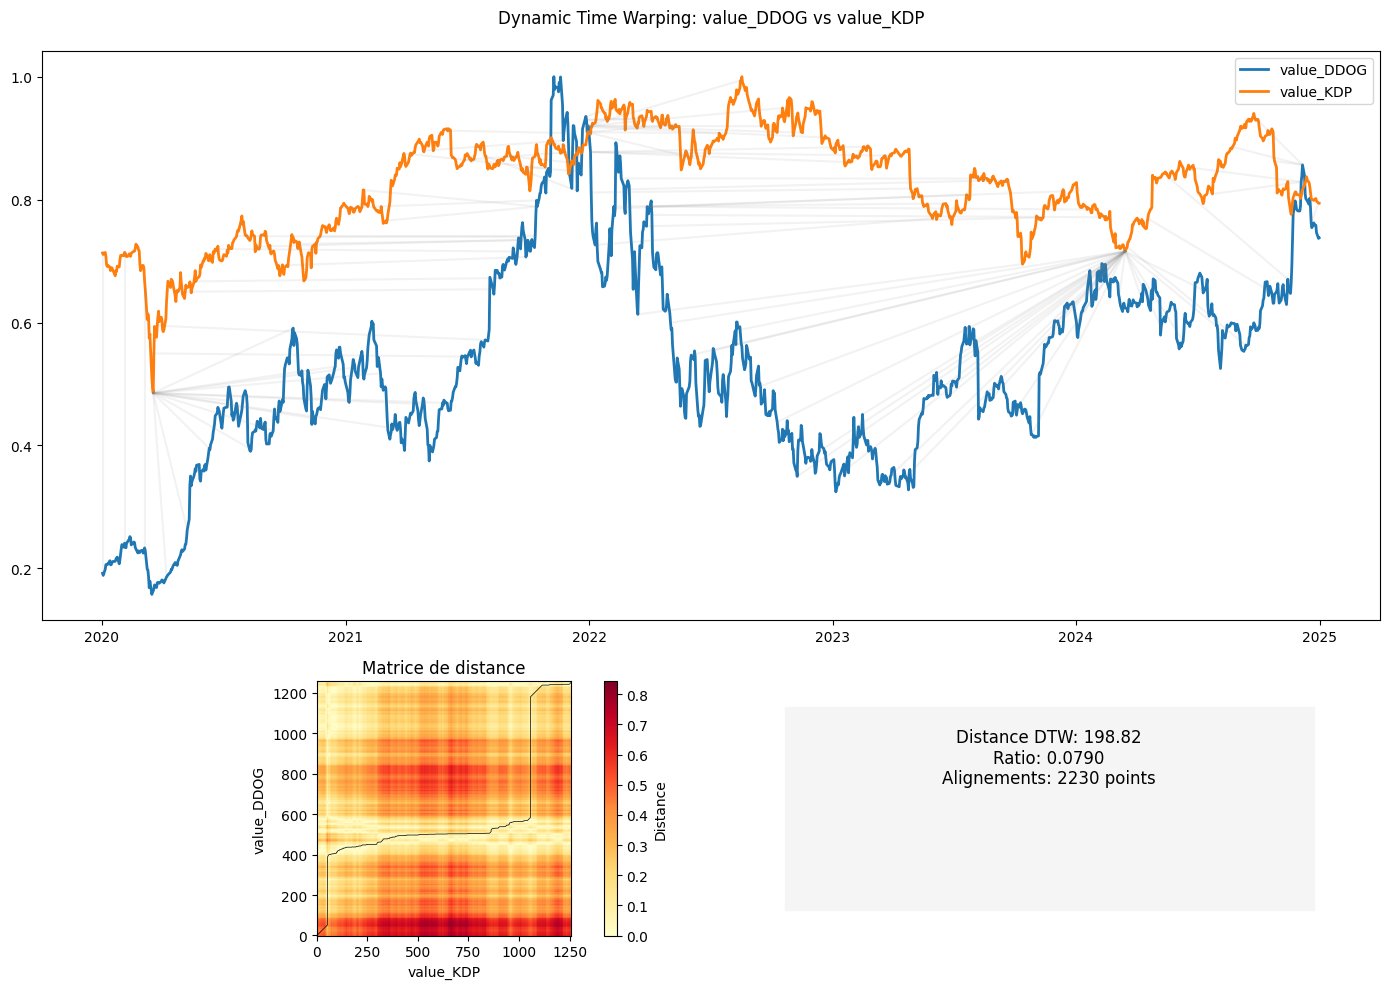 Dynamic Time Warping: value_DDOG vs value_KDP
value_DDOG
value_KDP
1.0
0.8
0.6
0.4
0.2
2020 2021 2022 2023 2024 2025
Matrice de distance
value_DDOG
1200
1000
800
600
400
200
0
0 250 500 750 1000 1250
value_KDP
0.8
0.7
0.6
0.5
0.4
0.3
0.2
0.1
0.0
Distance
Distance DTW: 198.82
Ratio: 0.0790
Alignements: 2230 points